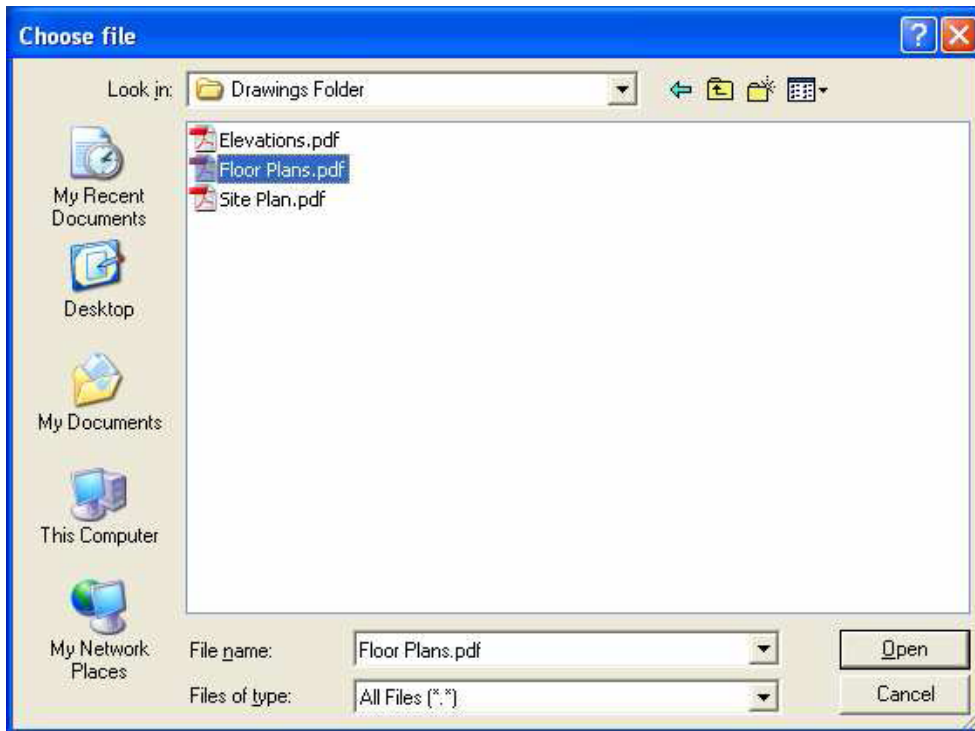 Choose file
Look in:
Drawings Folder
Elevations.pdf
Floor Plans.pdf
Site Plan.pdf
My Recent
Documents
Desktop
My Documents
This Computer
My Network
Places
File name:
Floor Plans.pdf
Open
Files of type:
All Files (*.*)
Cancel